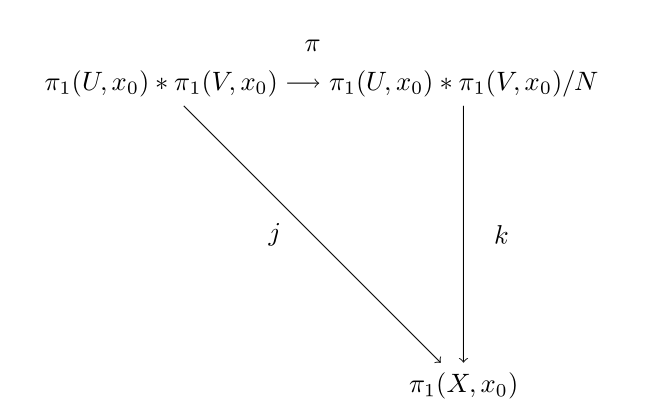 π
π₁(U, x₀) ∗ π₁(V, x₀) ⟶ π₁(U, x₀) ∗ π₁(V, x₀)/N
j k
π₁(X, x₀)